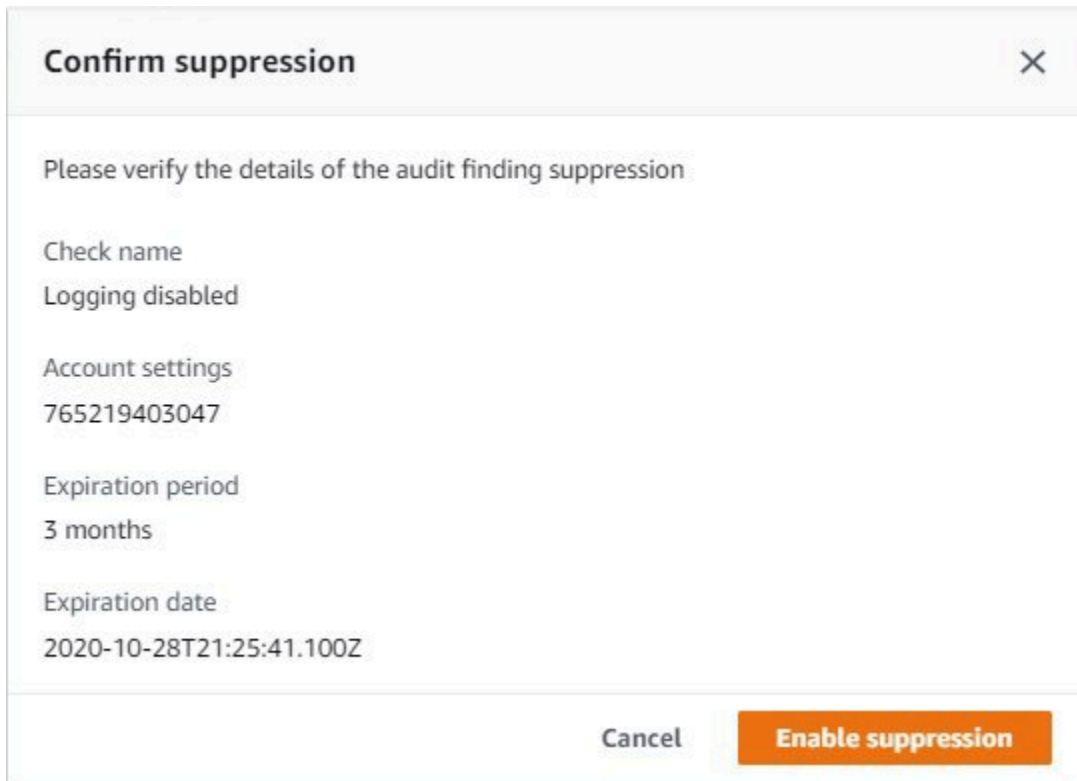 Confirm suppression
Please verify the details of the audit finding suppression
Check name
Logging disabled
Account settings
765219403047
Expiration period
3 months
Expiration date
2020-10-28T21:25:41.100Z
Cancel
Enable suppression